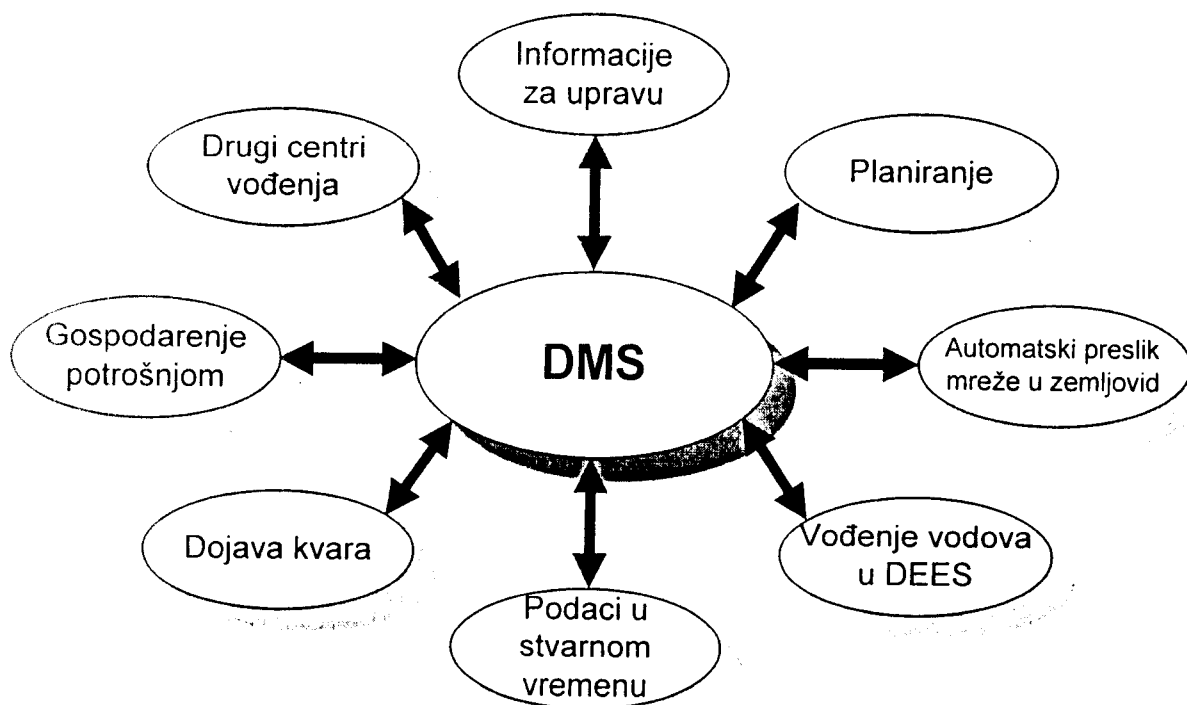 Informacije
za upravu
Drugi centri
vođenja
Planiranje
Gospodarenje
potrošnjom
DMS
Automatski preslik
mreže u zemljovid
Dojava kvara
Vođenje vodova
u DEES
Podaci u
stvarnom
vremenu